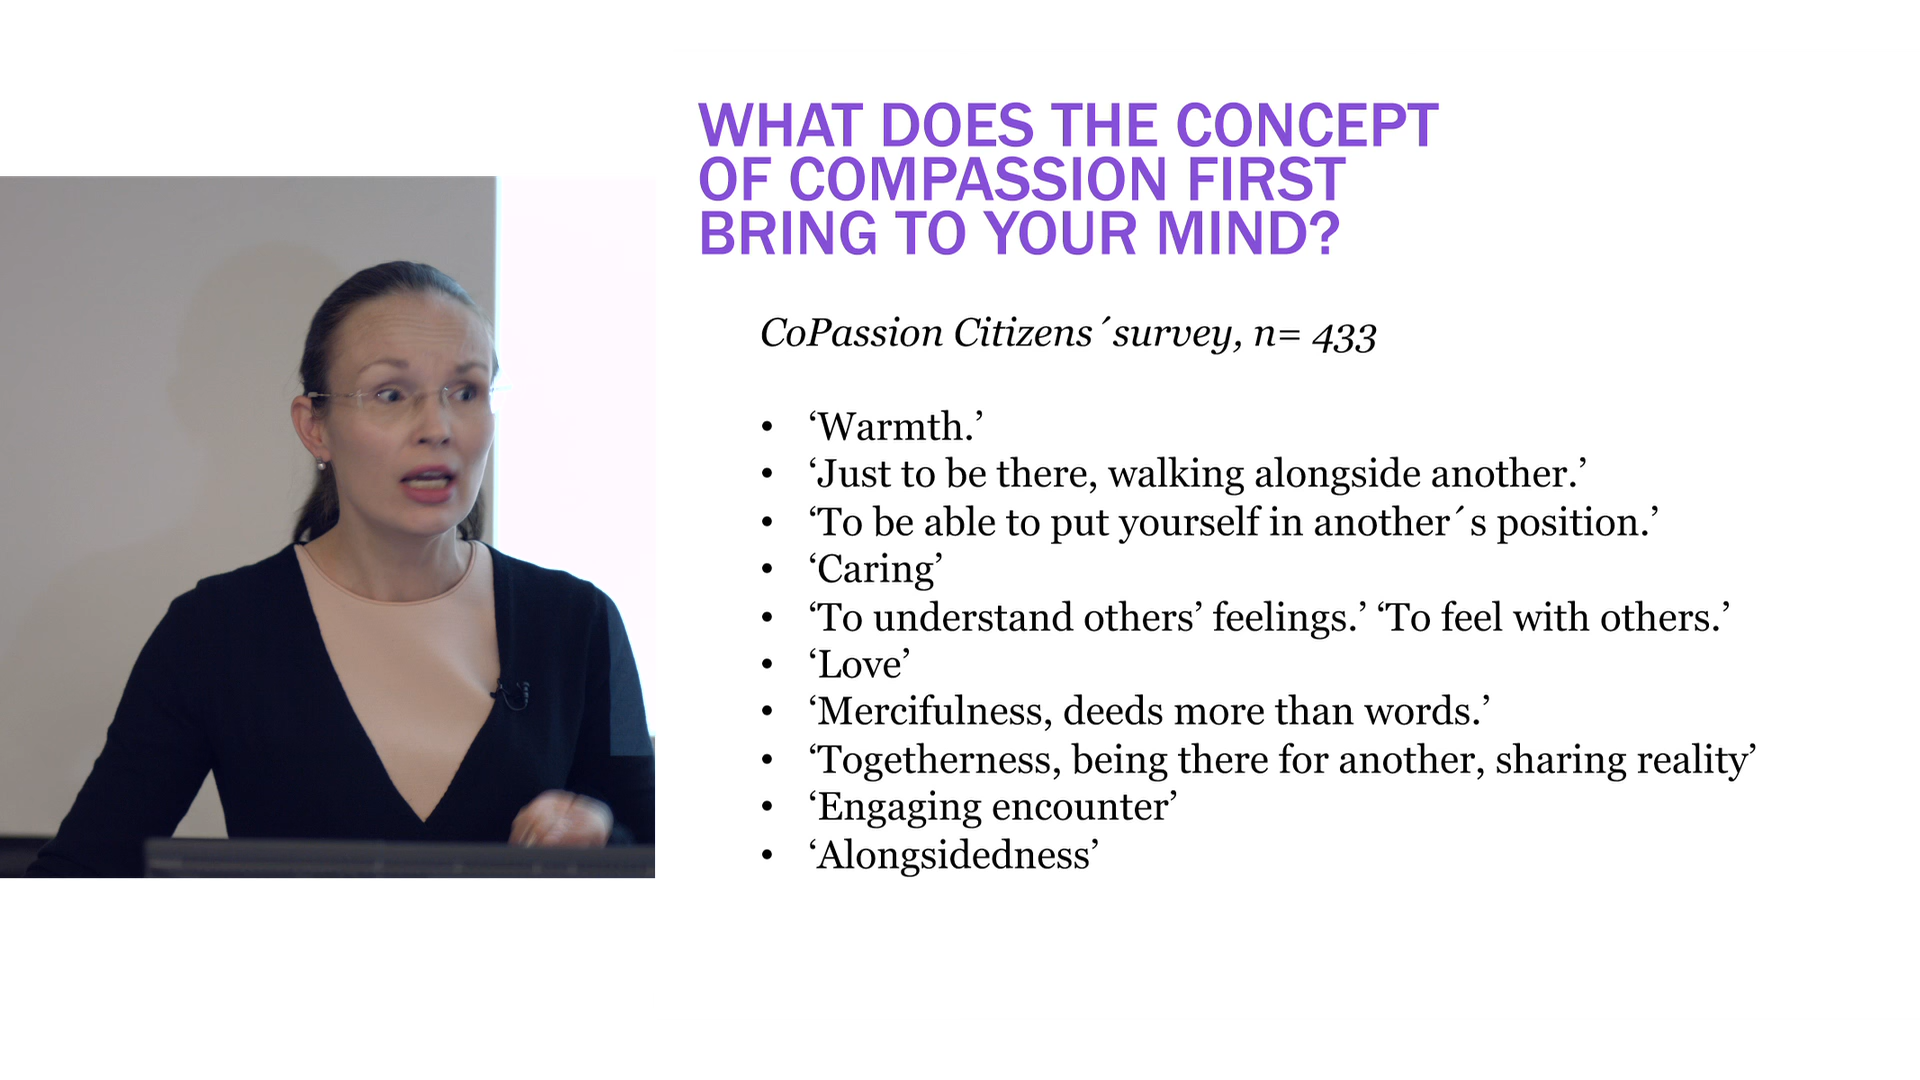 WHAT DOES THE CONCEPT
OF COMPASSION FIRST
BRING TO YOUR MIND?
CoPassion Citizens´survey, n= 433
• ‘Warmth.’
• ‘Just to be there, walking alongside another.’
• ‘To be able to put yourself in another´s position.’
• ‘Caring’
• ‘To understand others’ feelings.’ ‘To feel with others.’
• ‘Love’
• ‘Mercifulness, deeds more than words.’
• ‘Togetherness, being there for another, sharing reality’
• ‘Engaging encounter’
• ‘Alongsidedness’